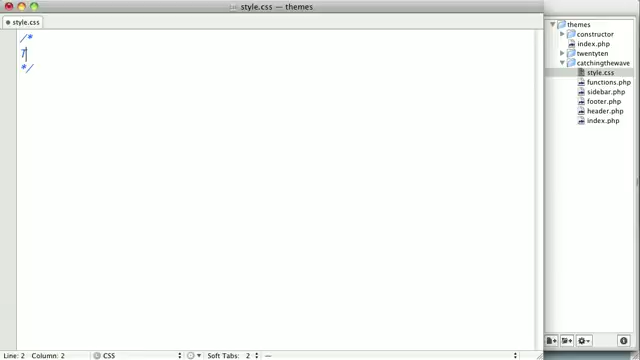 style.css — themes
style.css
/*
T
*/
themes
constructor
index.php
twentyten
catchingthewave
style.css
functions.php
sidebar.php
footer.php
header.php
index.php
Line: 2 Column: 2
CSS
Soft Tabs: 2
—